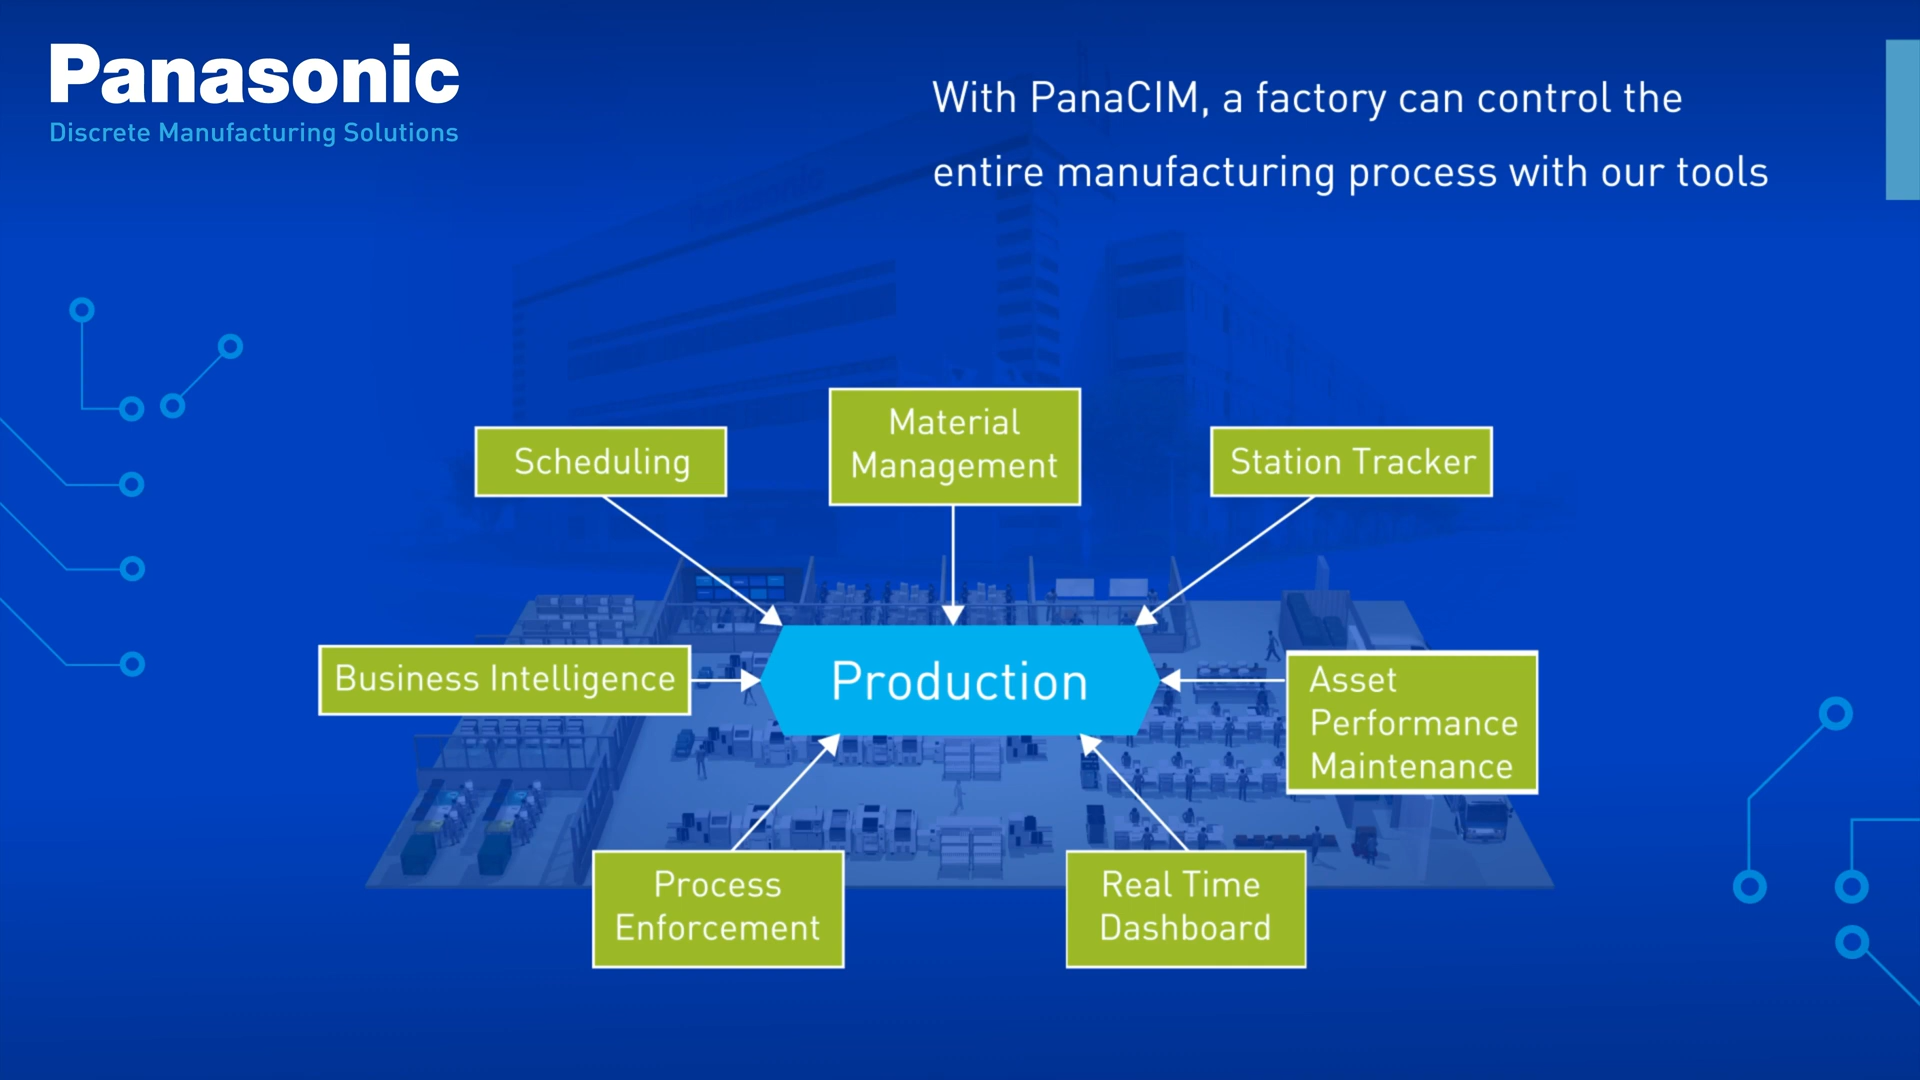 Panasonic
Discrete Manufacturing Solutions
With PanaCIM, a factory can control the
entire manufacturing process with our tools
Scheduling
Material
Management
Station Tracker
Business Intelligence
Production
Asset
Performance
Maintenance
Process
Enforcement
Real Time
Dashboard